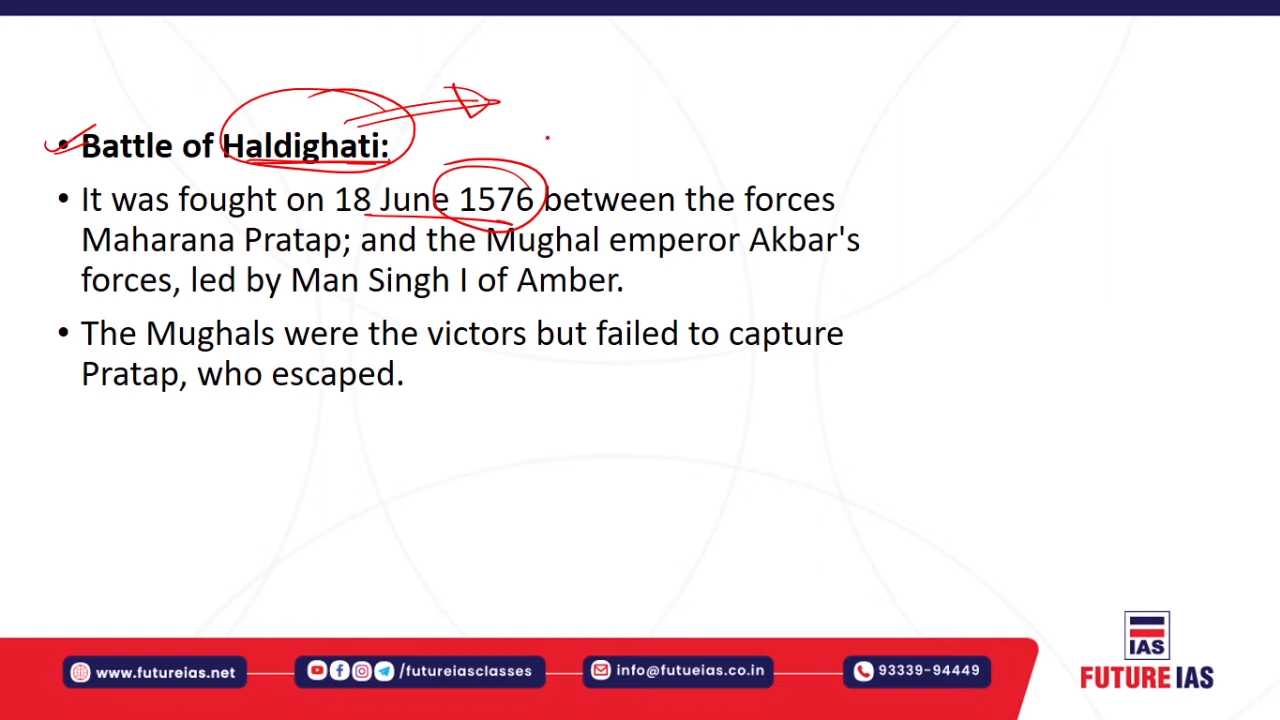 • Battle of Haldighati:
• It was fought on 18 June 1576 between the forces
Maharana Pratap; and the Mughal emperor Akbar's
forces, led by Man Singh I of Amber.
• The Mughals were the victors but failed to capture
Pratap, who escaped.
IAS
FUTURE IAS
www.futureias.net
/futureiasclasses
info@futueias.co.in
93339-94449